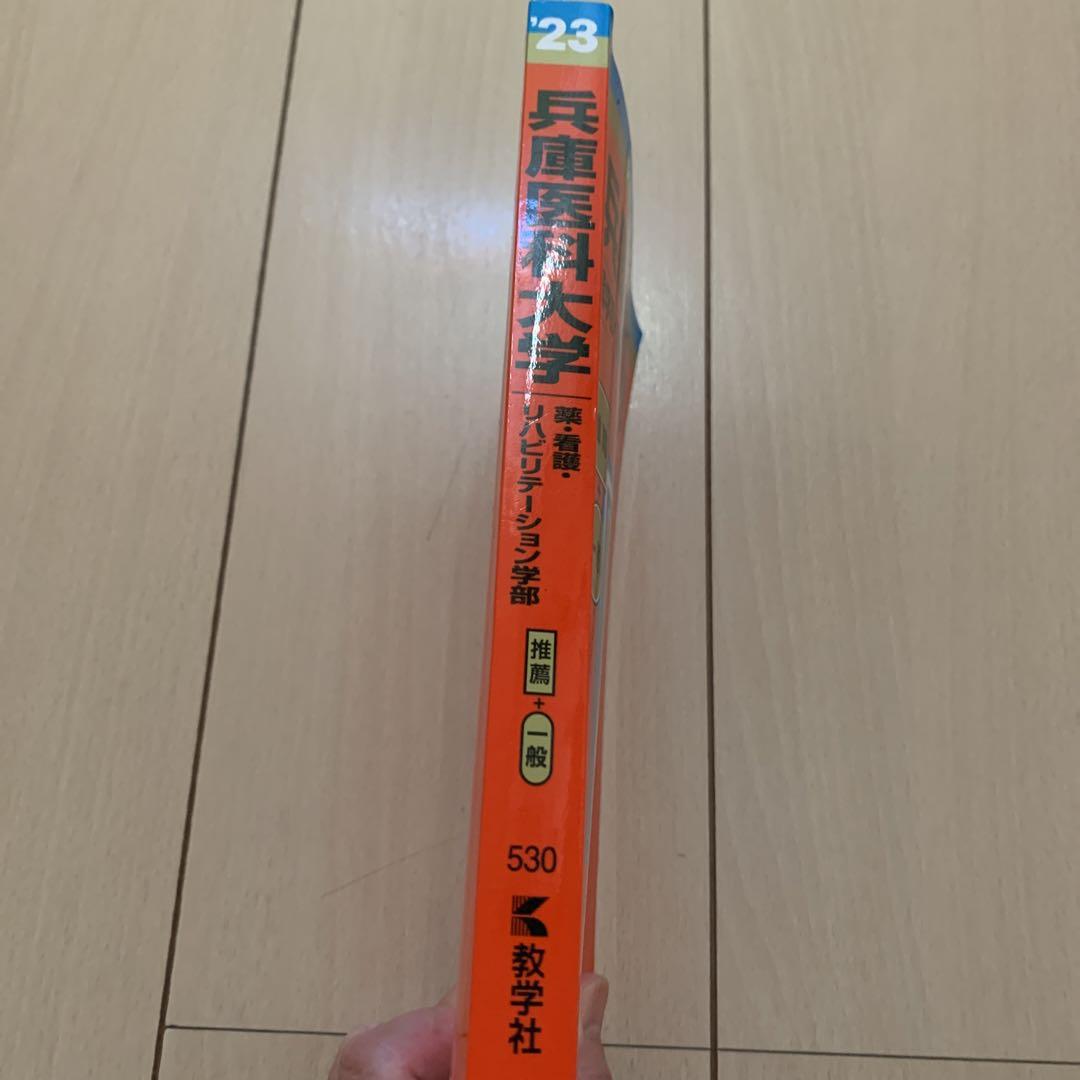 '23
兵庫医科大学
薬・看護・
リハビリテーション学部
推薦
+
一般
530
教学社